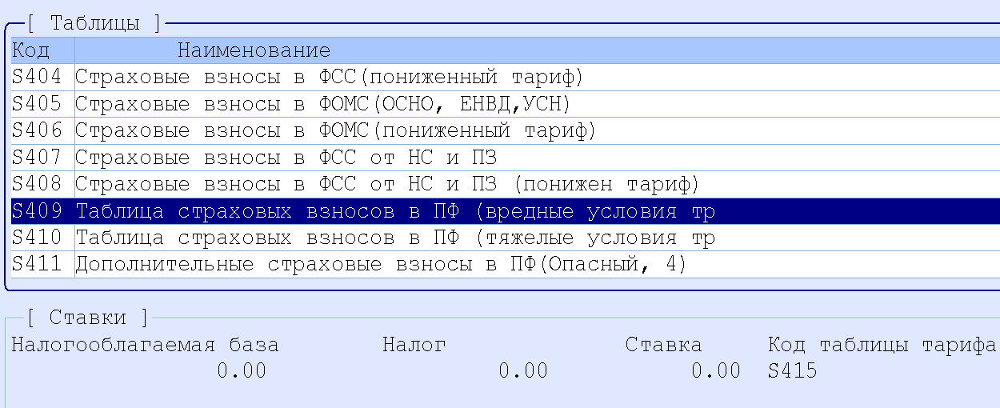 [ Таблицы ]
Код Наименование
S404 Страховые взносы в ФСС(пониженный тариф)
S405 Страховые взносы в ФОМС(ОСНО, ЕНВД,УСН)
S406 Страховые взносы в ФОМС(пониженный тариф)
S407 Страховые взносы в ФСС от НС и ПЗ
S408 Страховые взносы в ФСС от НС и ПЗ (понижен тариф)
S409 Таблица страховых взносов в ПФ (вредные условия тр
S410 Таблица страховых взносов в ПФ (тяжелые условия тр
S411 Дополнительные страховые взносы в ПФ(Опасный, 4)
[ Ставки ]
Налогооблагаемая база Налог Ставка Код таблицы тарифа
0.00 0.00 0.00 S415